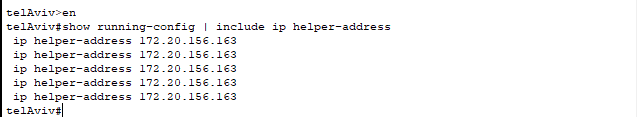 telAviv>en
telAviv#show running-config | include ip helper-address
 ip helper-address 172.20.156.163
 ip helper-address 172.20.156.163
 ip helper-address 172.20.156.163
 ip helper-address 172.20.156.163
 ip helper-address 172.20.156.163
telAviv#